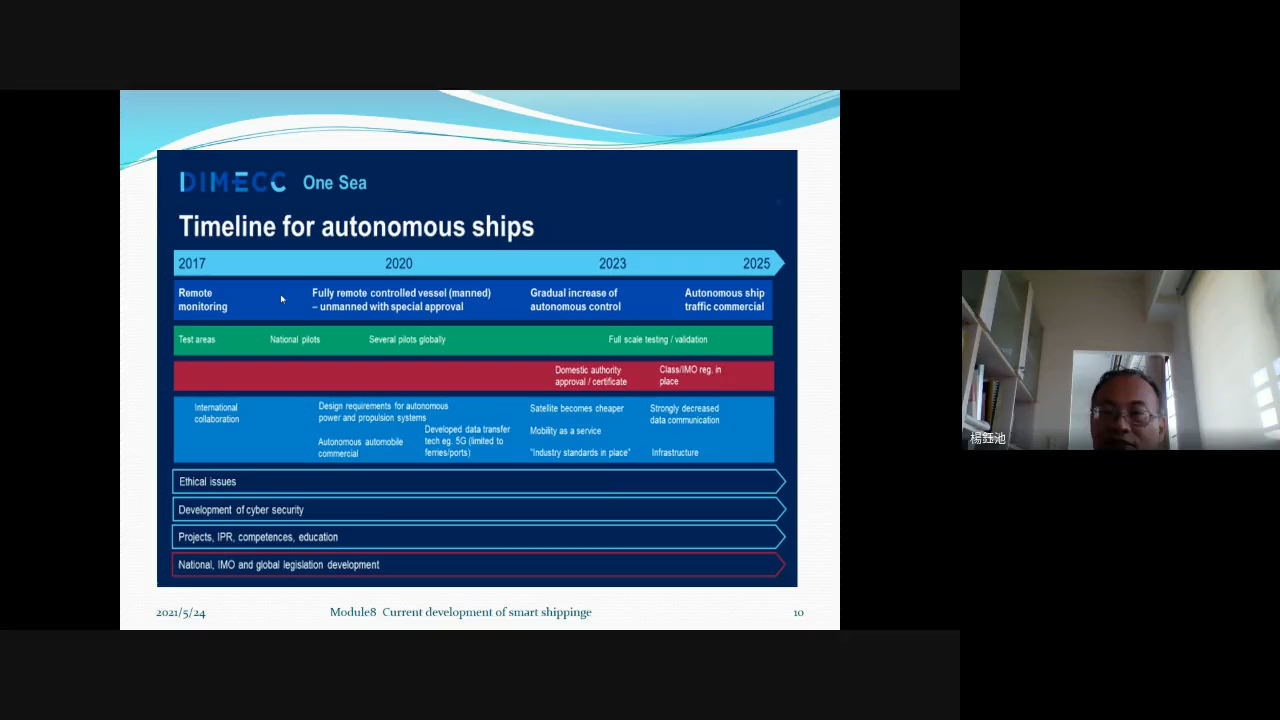 DIMECC One Sea
Timeline for autonomous ships
2017 2020 2023 2025
Remote
monitoring
Fully remote controlled vessel (manned)
– unmanned with special approval
Gradual increase of
autonomous control
Autonomous ship
traffic commercial
Test areas National pilots Several pilots globally Full scale testing / validation
Domestic authority
approval / certificate
Class/IMO reg. in
place
International
collaboration
Design requirements for autonomous
power and propulsion systems
Autonomous automobile
commercial
Developed data transfer
tech eg. 5G (limited to
ferries/ports)
Satellite becomes cheaper
Mobility as a service
"Industry standards in place"
Strongly decreased
data communication
Infrastructure
Ethical issues
Development of cyber security
Projects, IPR, competences, education
National, IMO and global legislation development
2021/5/24 Module8 Current development of smart shippinge 10
楊鈺池